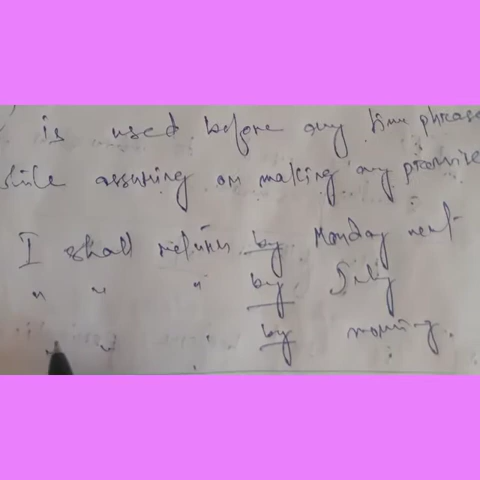 is used before any time phrase
while assuring or making any promise
I shall return by Monday next
" " " by July
" " " by morning.